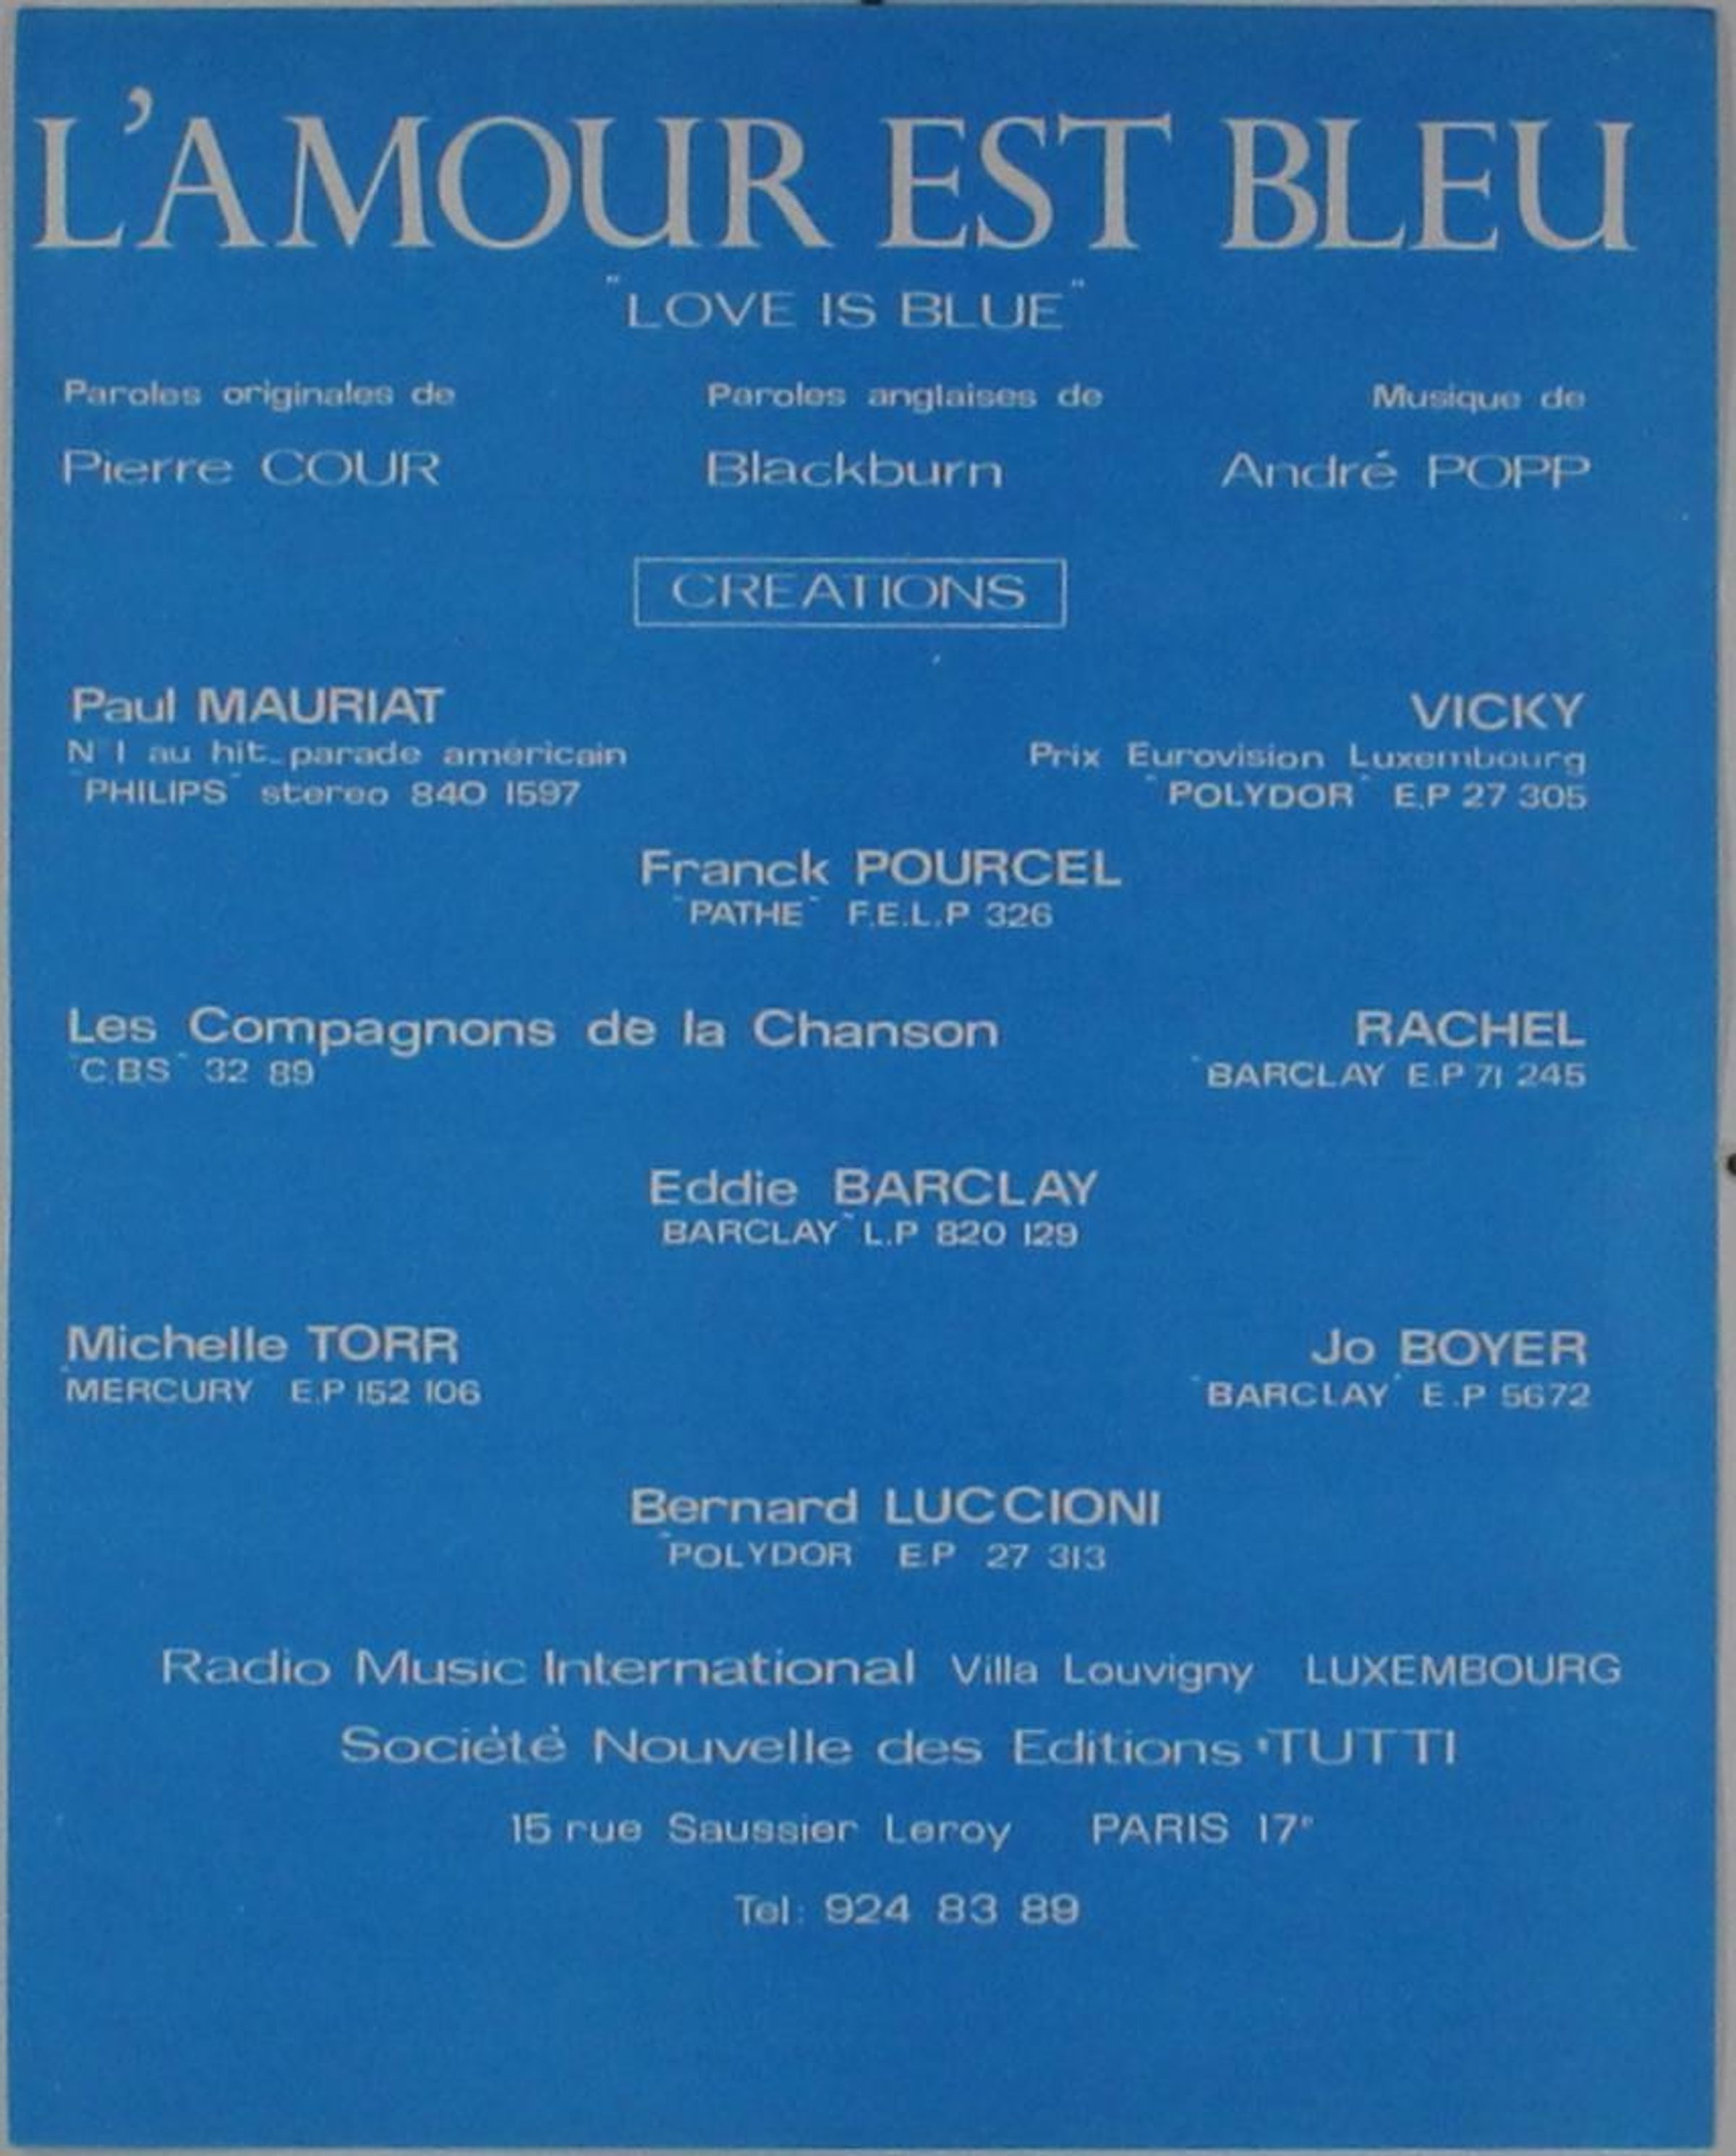 L'AMOUR EST BLEU
"LOVE IS BLUE"
Paroles originales de Paroles anglaises de Musique de
Pierre COUR Blackburn André POPP
CREATIONS
Paul MAURIAT VICKY
N° 1 au hit-parade américain Prix Eurovision Luxembourg
"PHILIPS" stereo 840 1597 "POLYDOR" E.P 27 305
Franck POURCEL
"PATHE" F.E.L.P 326
Les Compagnons de la Chanson RACHEL
"C.B.S" 32 89 "BARCLAY E.P 71 245
Eddie BARCLAY
BARCLAY" L.P 820 129
Michelle TORR Jo BOYER
"MERCURY E.P 152 106 "BARCLAY" E.P 5672
Bernard LUCCIONI
"POLYDOR E.P 27 313
Radio Music International Villa Louvigny LUXEMBOURG
Société Nouvelle des Editions "TUTTI
15 rue Saussier Leroy PARIS 17e
Tel: 924 83 89